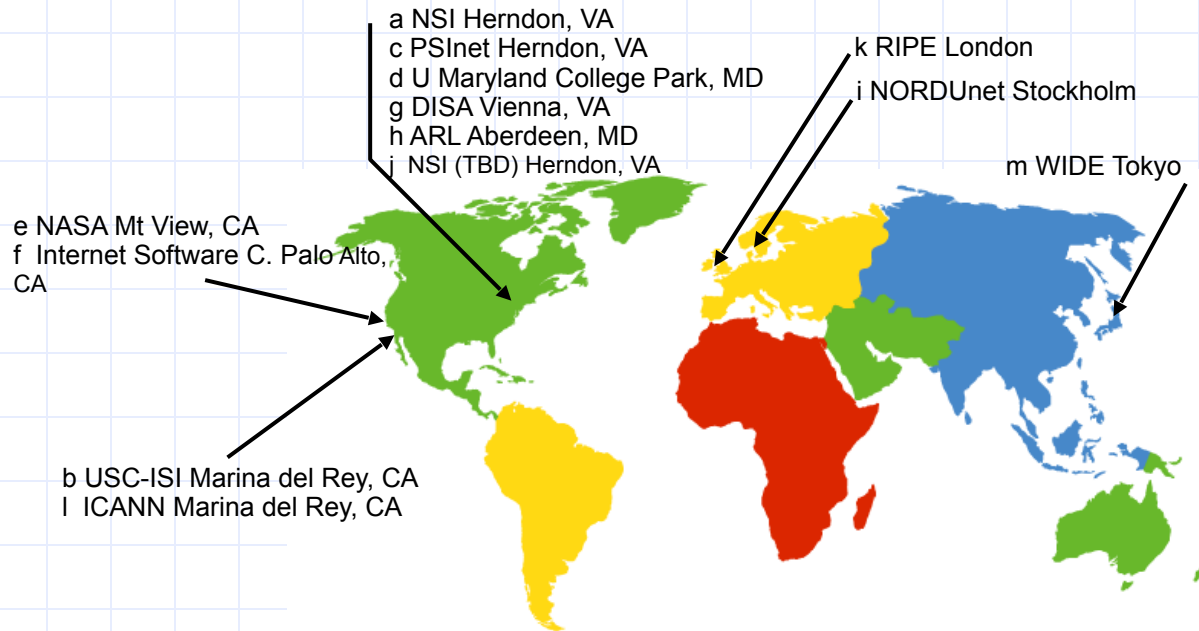 a NSI Herndon, VA
c PSInet Herndon, VA
d U Maryland College Park, MD
g DISA Vienna, VA
h ARL Aberdeen, MD
j NSI (TBD) Herndon, VA
k RIPE London
i NORDUnet Stockholm
m WIDE Tokyo
e NASA Mt View, CA
f Internet Software C. Palo Alto,
CA
b USC-ISI Marina del Rey, CA
l ICANN Marina del Rey, CA